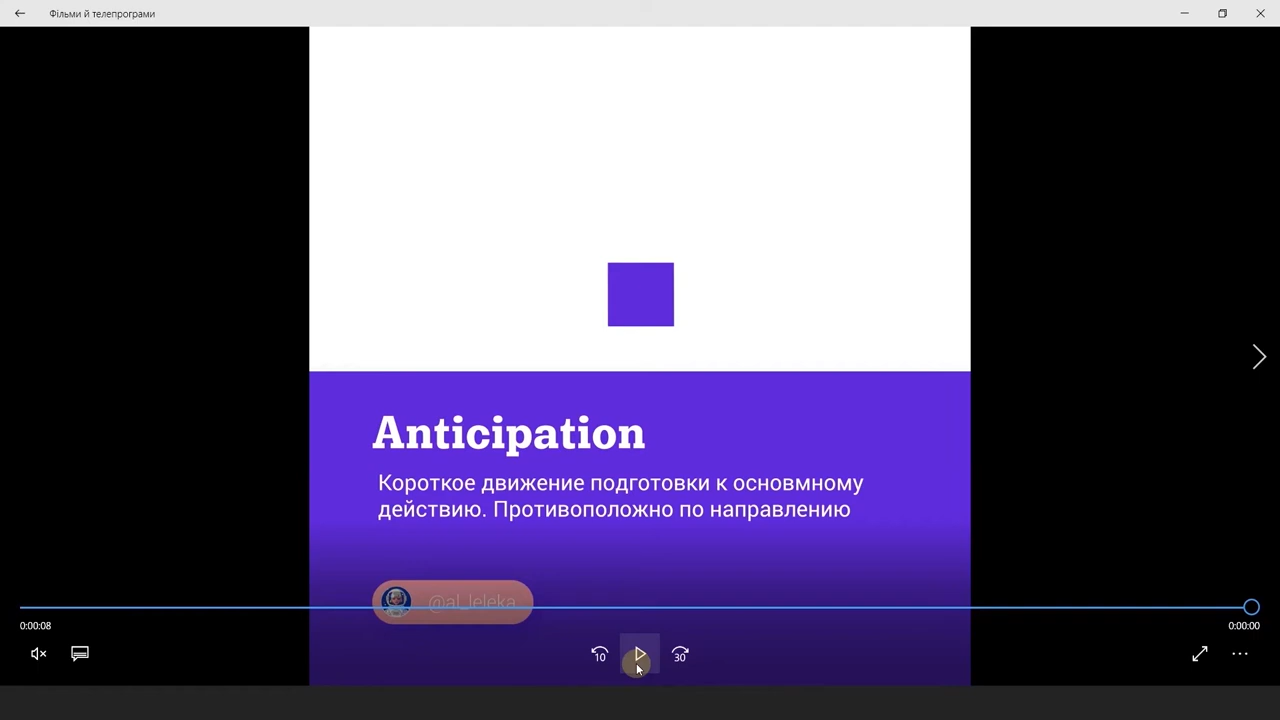 Фільми й телепрограми
Anticipation
Короткое движение подготовки к основмному
действию. Противоположно по направлению
@al_leleka
0:00:08
0:00:00
10
30